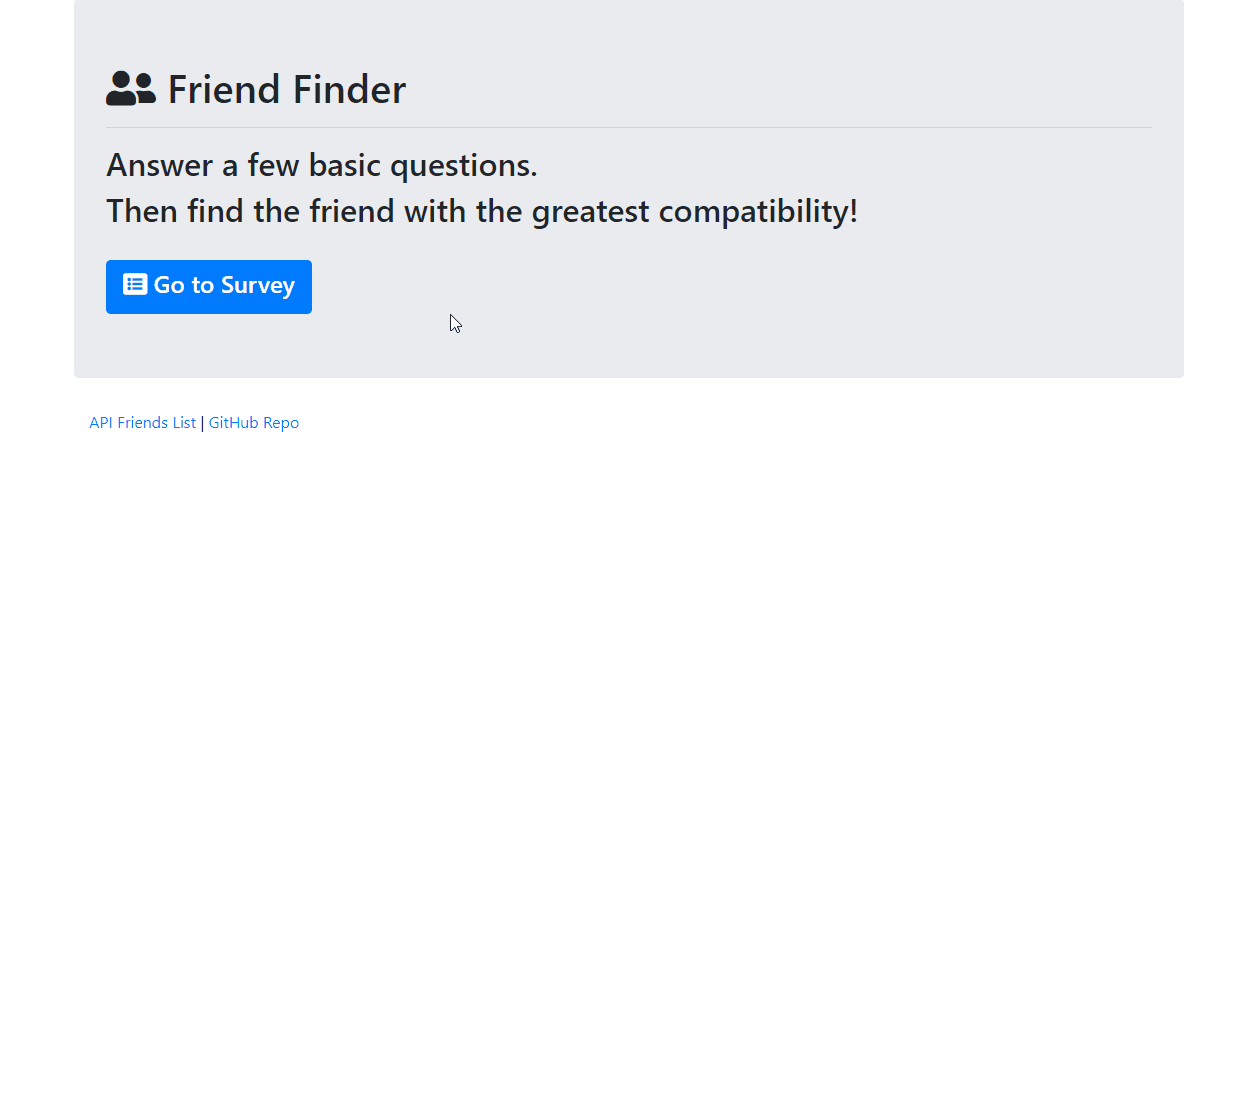 Friend Finder
Answer a few basic questions.
Then find the friend with the greatest compatibility!
Go to Survey
API Friends List | GitHub Repo